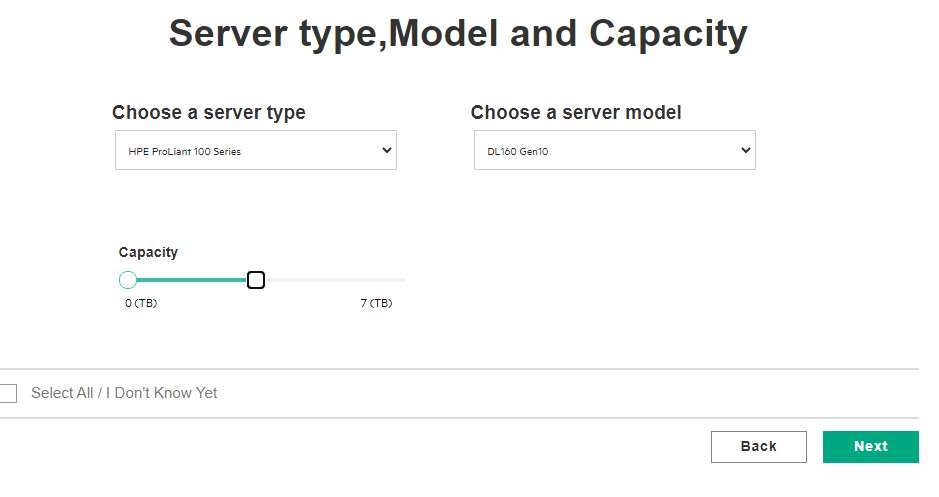 Server type,Model and Capacity
Choose a server type
Choose a server model
HPE ProLiant 100 Series
DL160 Gen10
Capacity
0 (TB)
7 (TB)
Select All / I Don't Know Yet
Back
Next